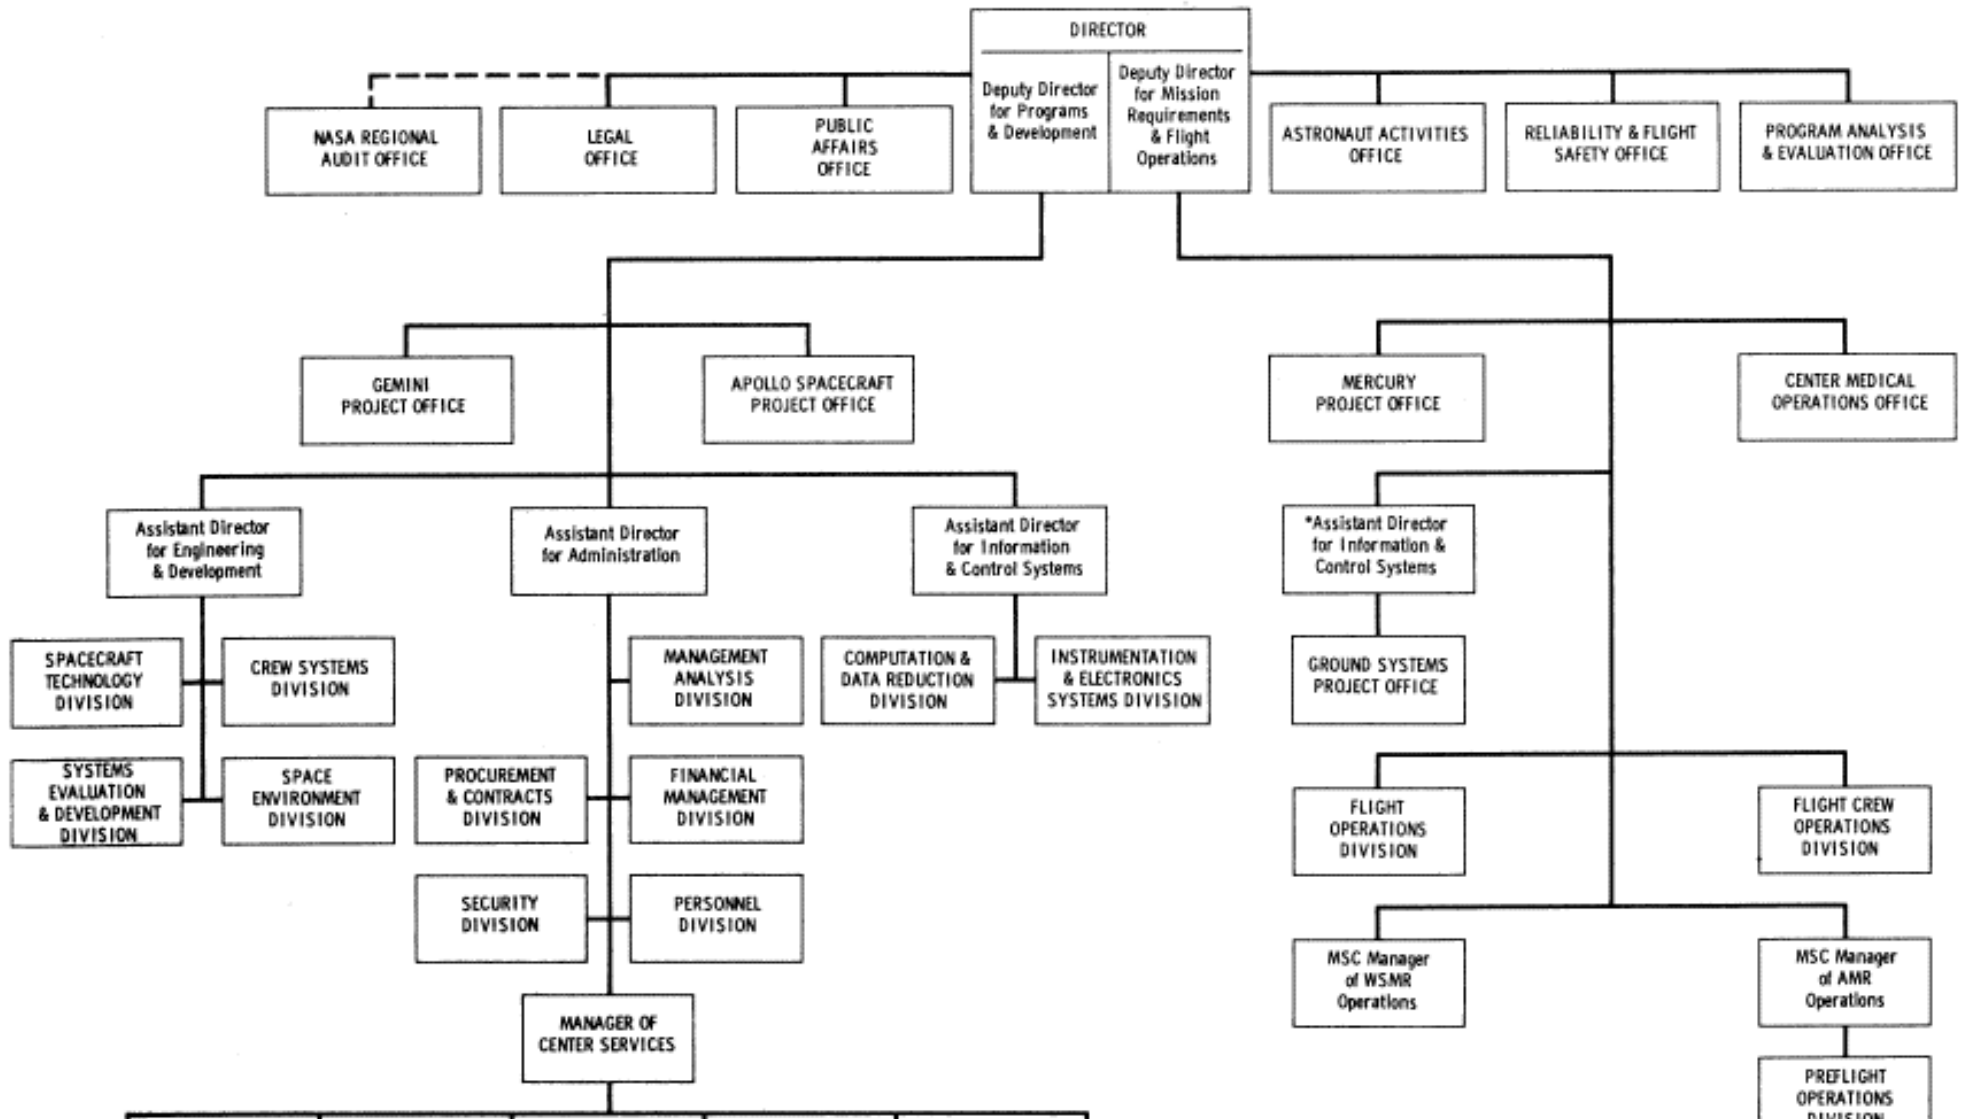 DIRECTOR
Deputy Director
for Programs
& Development
Deputy Director
for Mission
Requirements
& Flight
Operations
NASA REGIONAL
AUDIT OFFICE
LEGAL
OFFICE
PUBLIC
AFFAIRS
OFFICE
ASTRONAUT ACTIVITIES
OFFICE
RELIABILITY & FLIGHT
SAFETY OFFICE
PROGRAM ANALYSIS
& EVALUATION OFFICE
GEMINI
PROJECT OFFICE
APOLLO SPACECRAFT
PROJECT OFFICE
MERCURY
PROJECT OFFICE
CENTER MEDICAL
OPERATIONS OFFICE
Assistant Director
for Engineering
& Development
Assistant Director
for Administration
Assistant Director
for Information
& Control Systems
*Assistant Director
for Information &
Control Systems
SPACECRAFT
TECHNOLOGY
DIVISION
CREW SYSTEMS
DIVISION
MANAGEMENT
ANALYSIS
DIVISION
COMPUTATION &
DATA REDUCTION
DIVISION
INSTRUMENTATION
& ELECTRONICS
SYSTEMS DIVISION
GROUND SYSTEMS
PROJECT OFFICE
SYSTEMS
EVALUATION
& DEVELOPMENT
DIVISION
SPACE
ENVIRONMENT
DIVISION
PROCUREMENT
& CONTRACTS
DIVISION
FINANCIAL
MANAGEMENT
DIVISION
FLIGHT
OPERATIONS
DIVISION
FLIGHT CREW
OPERATIONS
DIVISION
SECURITY
DIVISION
PERSONNEL
DIVISION
MSC Manager
of WSMR
Operations
MSC Manager
of AMR
Operations
MANAGER OF
CENTER SERVICES
PREFLIGHT
OPERATIONS
DIVISION